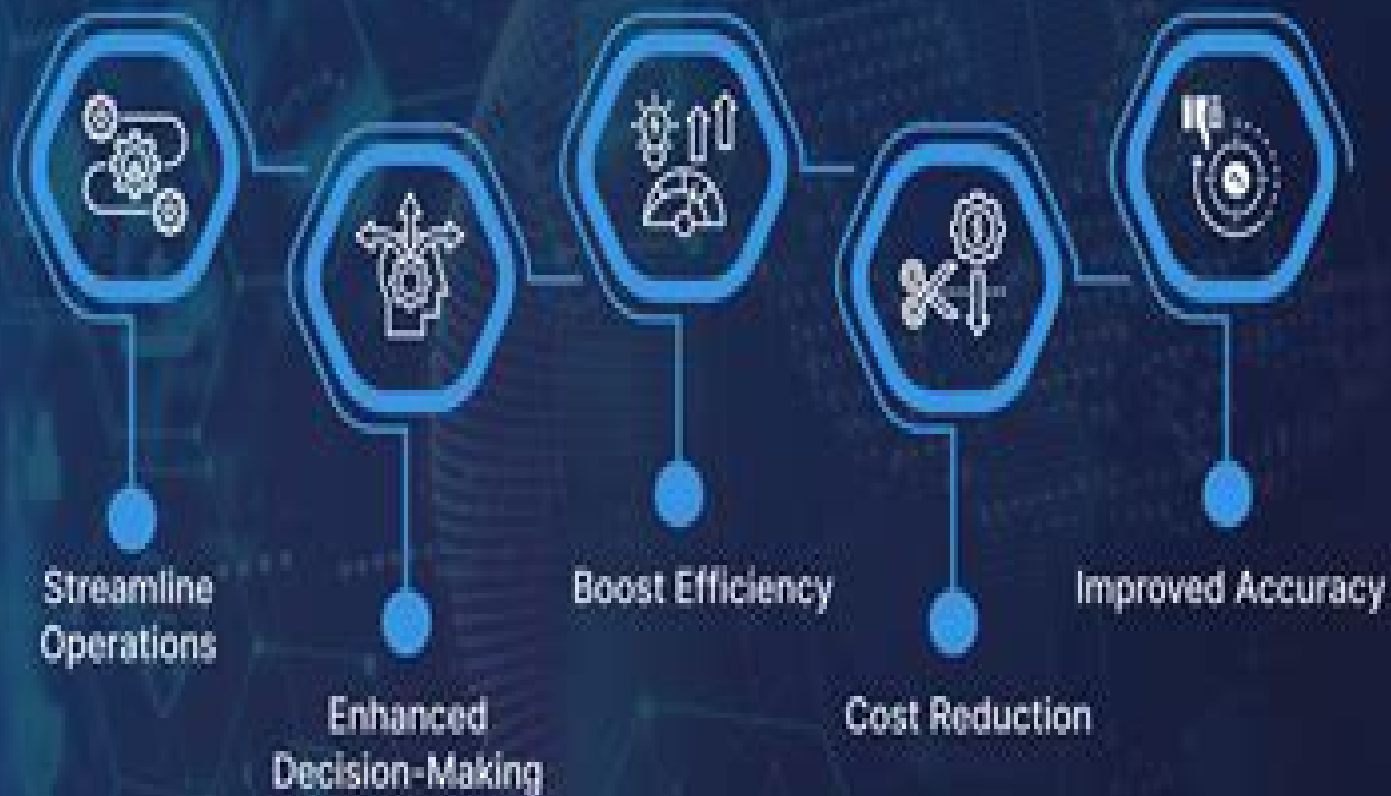 Streamline
Operations
Enhanced
Decision-Making
Boost Efficiency
Cost Reduction
Improved Accuracy